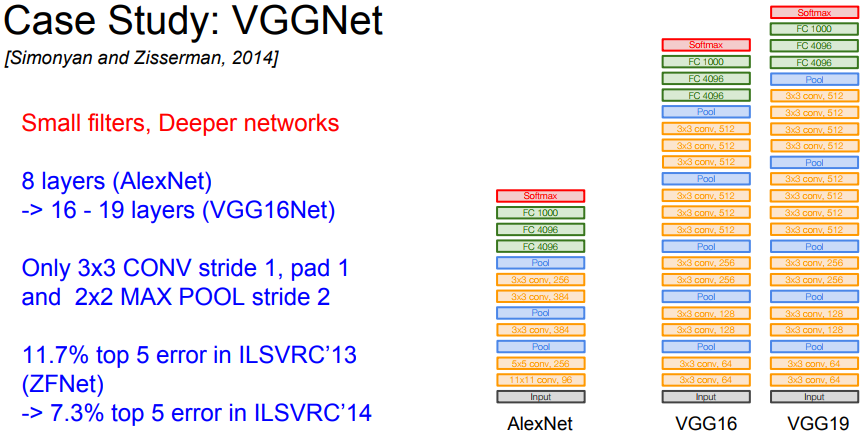 Case Study: VGGNet
[Simonyan and Zisserman, 2014]
Small filters, Deeper networks
8 layers (AlexNet)
-> 16 - 19 layers (VGG16Net)
Only 3x3 CONV stride 1, pad 1
and 2x2 MAX POOL stride 2
11.7% top 5 error in ILSVRC'13
(ZFNet)
-> 7.3% top 5 error in ILSVRC'14
Softmax
FC 1000
FC 4096
FC 4096
Pool
3x3 conv, 256
3x3 conv, 384
Pool
3x3 conv, 384
Pool
5x5 conv, 256
11x11 conv, 96
Input
AlexNet
Softmax
FC 1000
FC 4096
FC 4096
Pool
3x3 conv, 512
3x3 conv, 512
3x3 conv, 512
Pool
3x3 conv, 512
3x3 conv, 512
3x3 conv, 512
Pool
3x3 conv, 256
3x3 conv, 256
Pool
3x3 conv, 128
3x3 conv, 128
Pool
3x3 conv, 64
3x3 conv, 64
Input
VGG16
Softmax
FC 1000
FC 4096
FC 4096
Pool
3x3 conv, 512
3x3 conv, 512
3x3 conv, 512
3x3 conv, 512
Pool
3x3 conv, 512
3x3 conv, 512
3x3 conv, 512
3x3 conv, 512
Pool
3x3 conv, 256
3x3 conv, 256
Pool
3x3 conv, 128
3x3 conv, 128
Pool
3x3 conv, 64
3x3 conv, 64
Input
VGG19